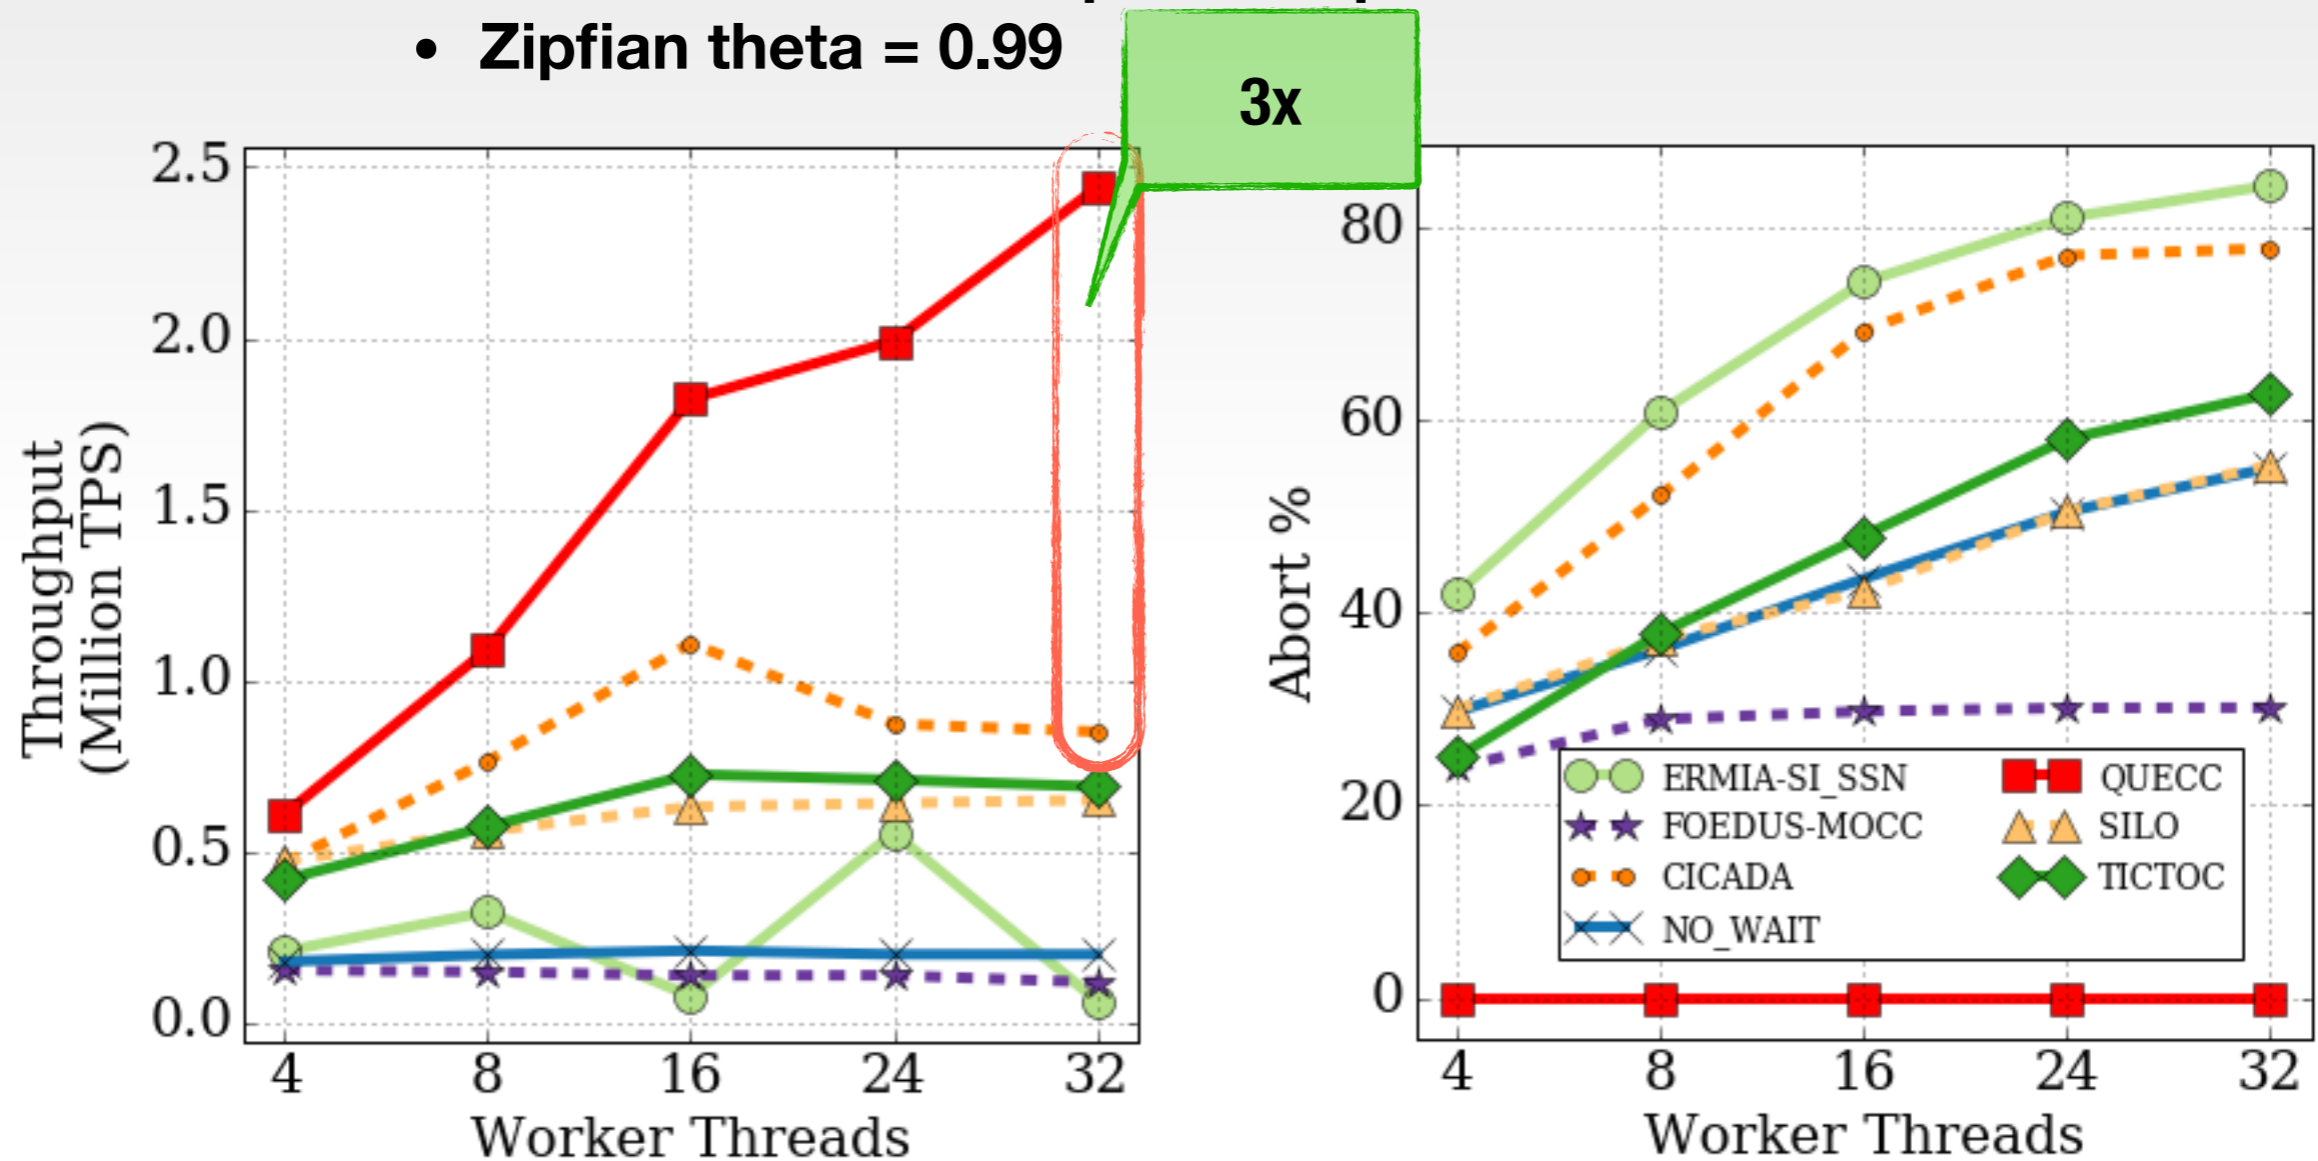 • Zipfian theta = 0.99
3x
2.5
2.0
1.5
1.0
0.5
0.0
Throughput
(Million TPS)
4 8 16 24 32
Worker Threads
80
60
40
20
0
Abort %
ERMIA-SI_SSN
FOEDUS-MOCC
CICADA
NO_WAIT
QUECC
SILO
TICTOC
4 8 16 24 32
Worker Threads